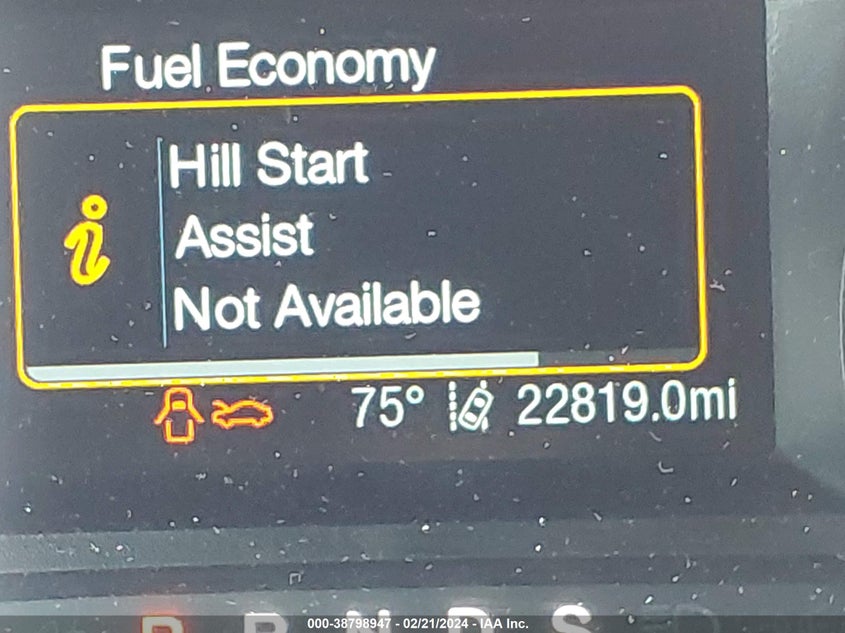 Fuel Economy
Hill Start
Assist
Not Available
75° 22819.0mi
P R N D S
000-38798947 - 02/21/2024 - IAA Inc.